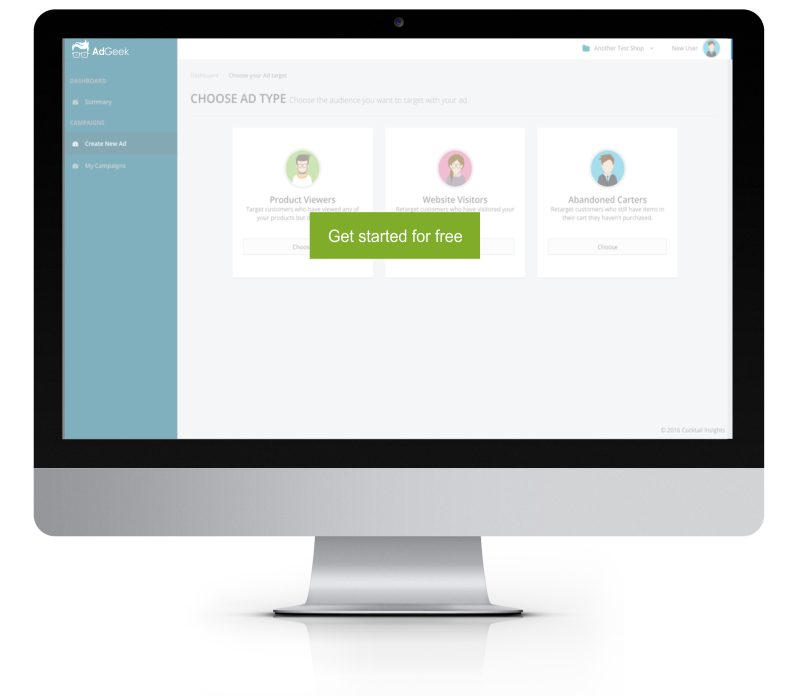 AdGeek
Another Test Shop
New User
DASHBOARD
Summary
CAMPAIGNS
Create New Ad
My Campaigns
Dashboard > Choose your Ad target
CHOOSE AD TYPE Choose the audience you want to target with your ad
Product Viewers
Target customers who have viewed any of
your products but
Choose
Website Visitors
Retarget customers who have visitored your
Abandoned Carters
Retarget customers who still have items in
their cart they haven't purchased.
Choose
Get started for free
© 2016 Cocktail Insights